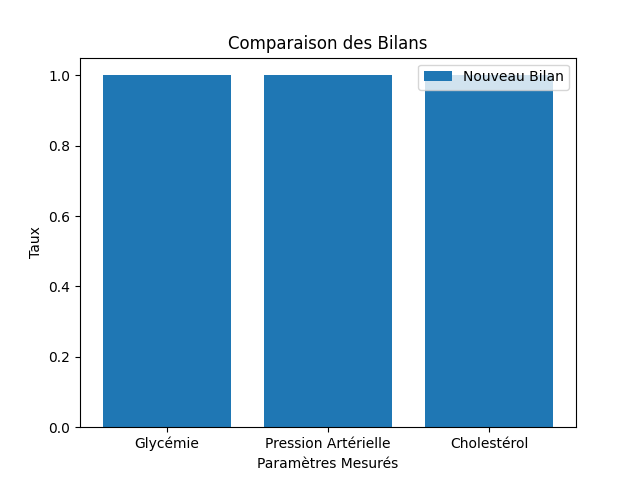 Comparaison des Bilans
Nouveau Bilan
1.0
0.8
0.6
0.4
0.2
0.0
Taux
Glycémie Pression Artérielle Cholestérol
Paramètres Mesurés